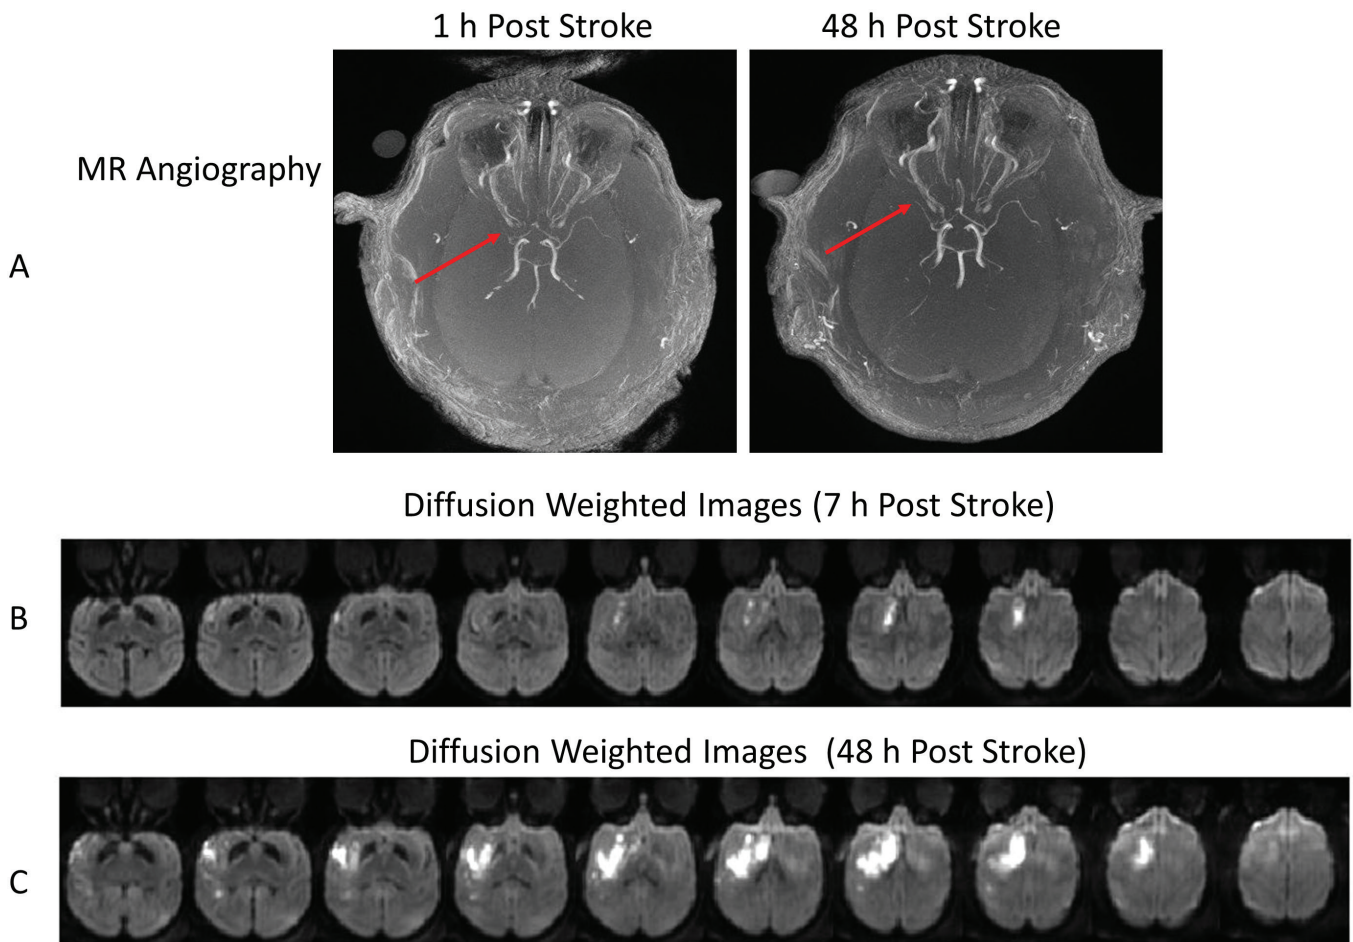 1 h Post Stroke
48 h Post Stroke
MR Angiography
A
Diffusion Weighted Images (7 h Post Stroke)
B
Diffusion Weighted Images  (48 h Post Stroke)
C